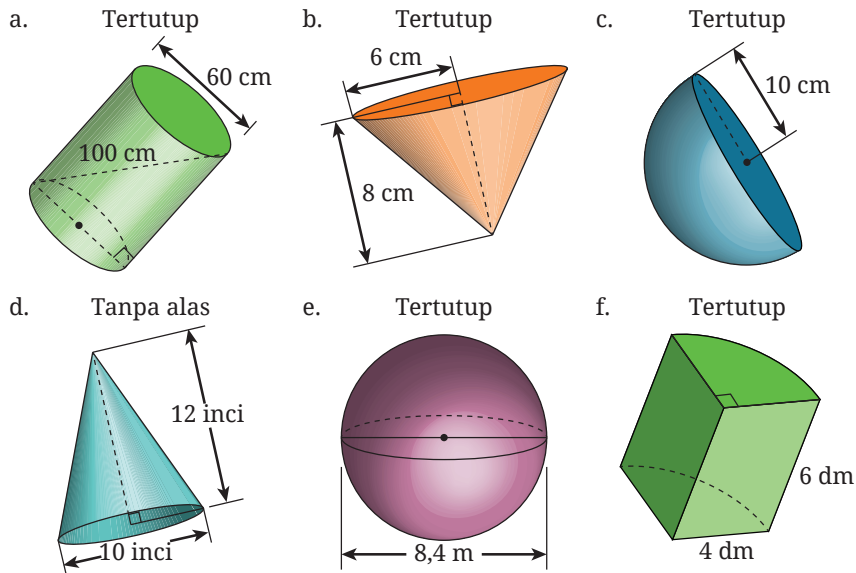 a. Tertutup
60 cm
100 cm
b. Tertutup
6 cm
8 cm
c. Tertutup
10 cm
d. Tanpa alas
12 inci
10 inci
e. Tertutup
8,4 m
f. Tertutup
6 dm
4 dm